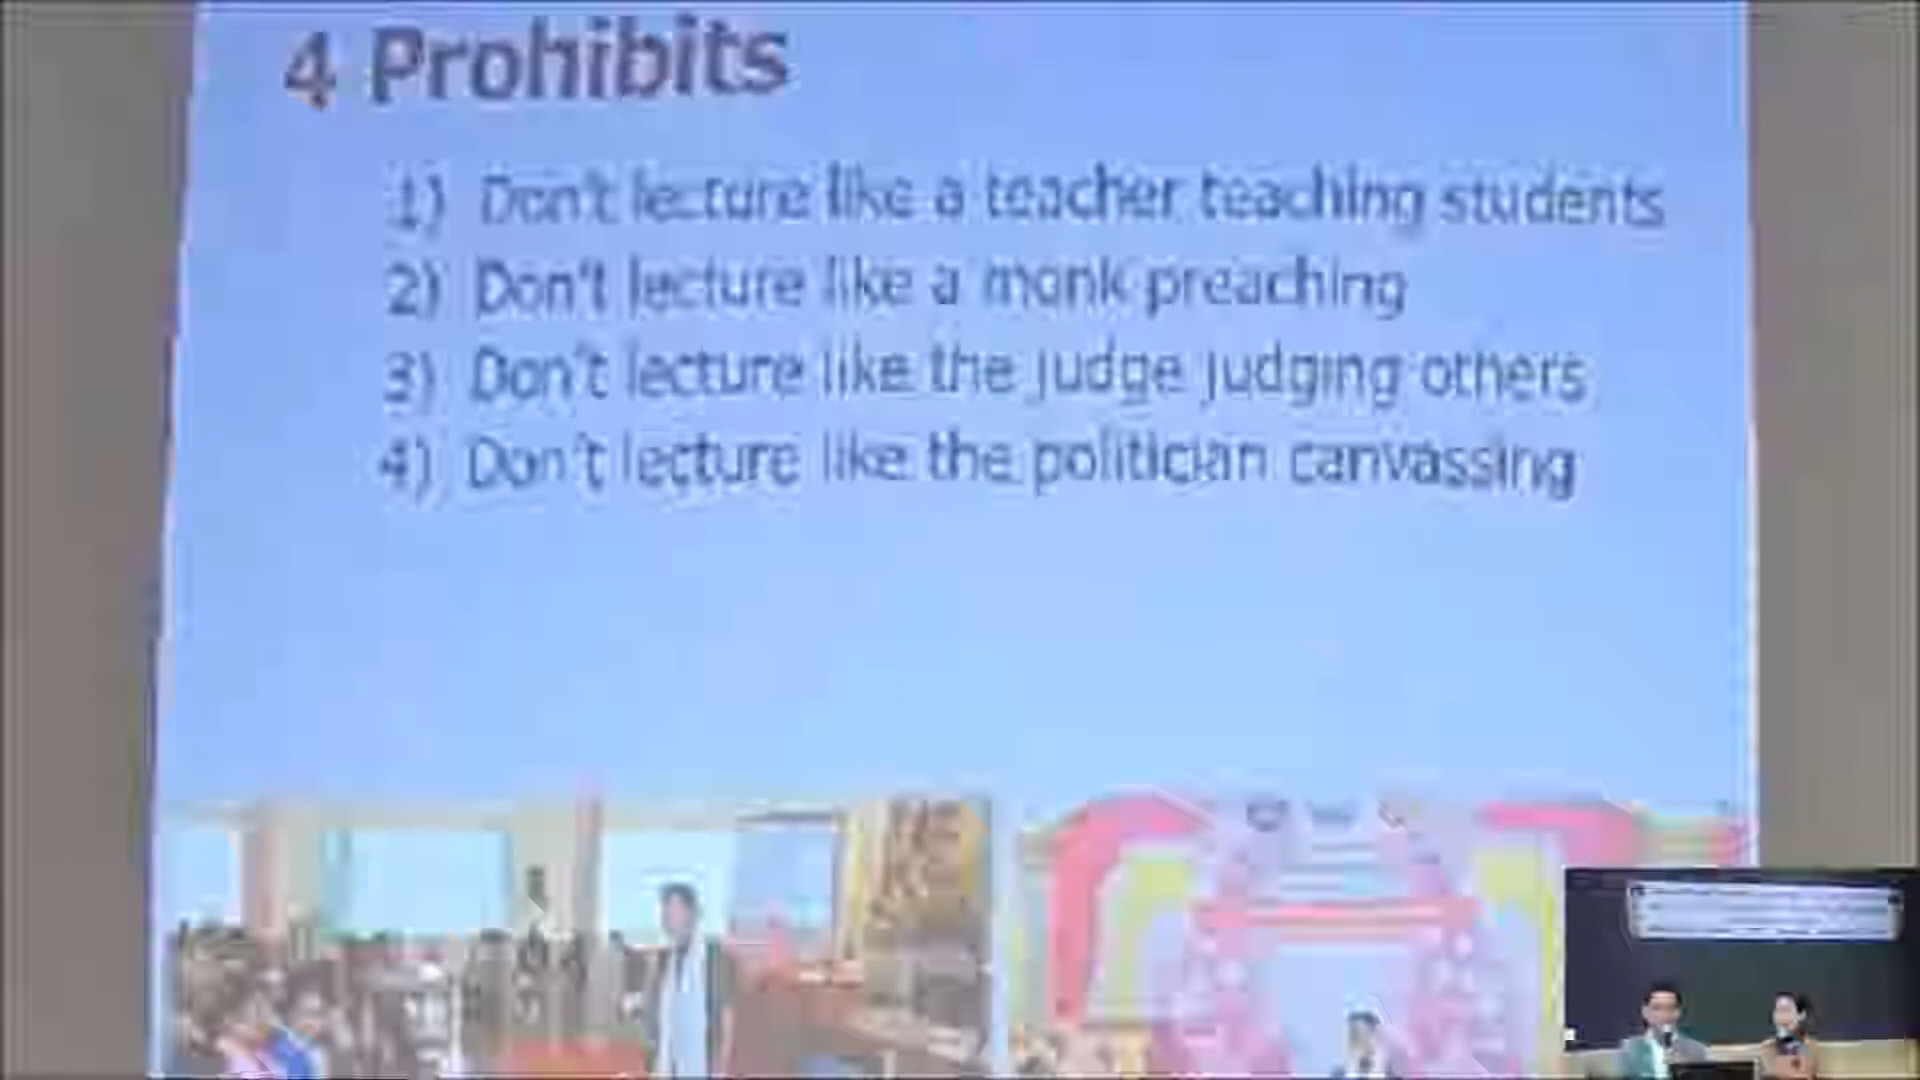 4 Prohibits
1) Don't lecture like a teacher teaching students
2) Don't lecture like a monk preaching
3) Don't lecture like the judge judging others
4) Don't lecture like the politician canvassing